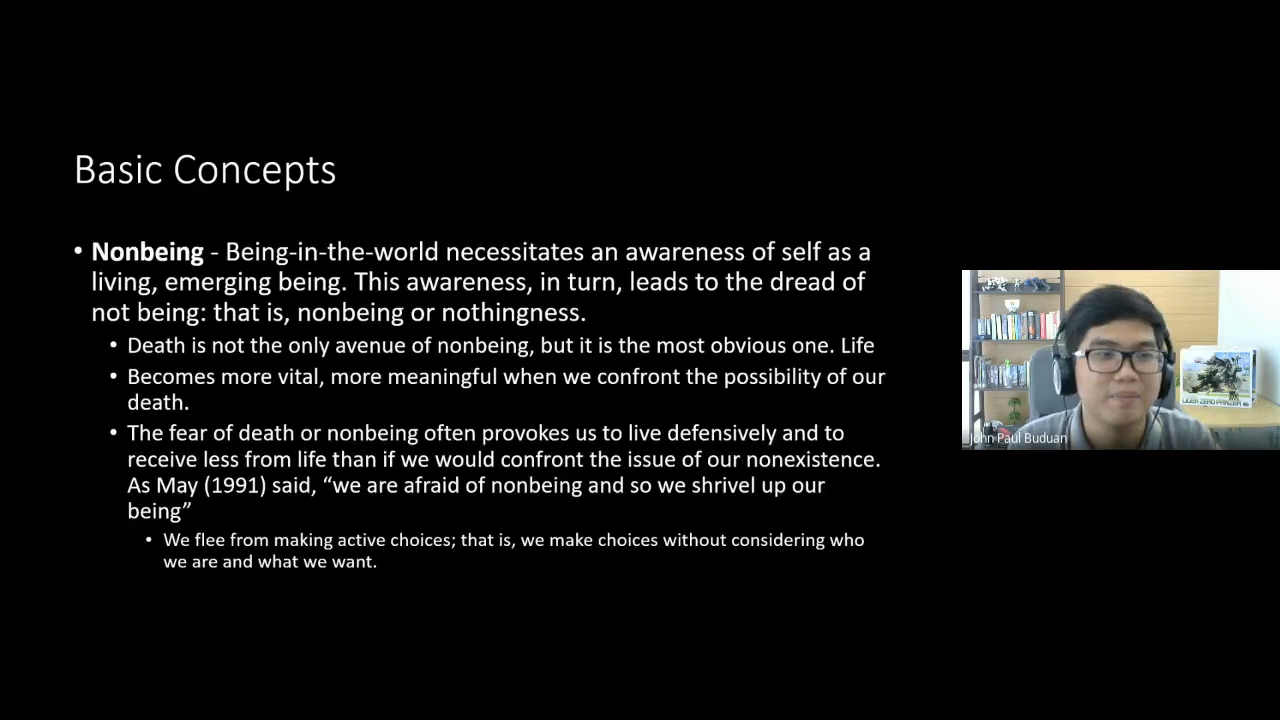 Basic Concepts
• Nonbeing - Being-in-the-world necessitates an awareness of self as a
living, emerging being. This awareness, in turn, leads to the dread of
not being: that is, nonbeing or nothingness.
• Death is not the only avenue of nonbeing, but it is the most obvious one. Life
• Becomes more vital, more meaningful when we confront the possibility of our
death.
• The fear of death or nonbeing often provokes us to live defensively and to
receive less from life than if we would confront the issue of our nonexistence.
As May (1991) said, “we are afraid of nonbeing and so we shrivel up our
being”
• We flee from making active choices; that is, we make choices without considering who
we are and what we want.
LIGER ZERO PANZER
John Paul Buduan